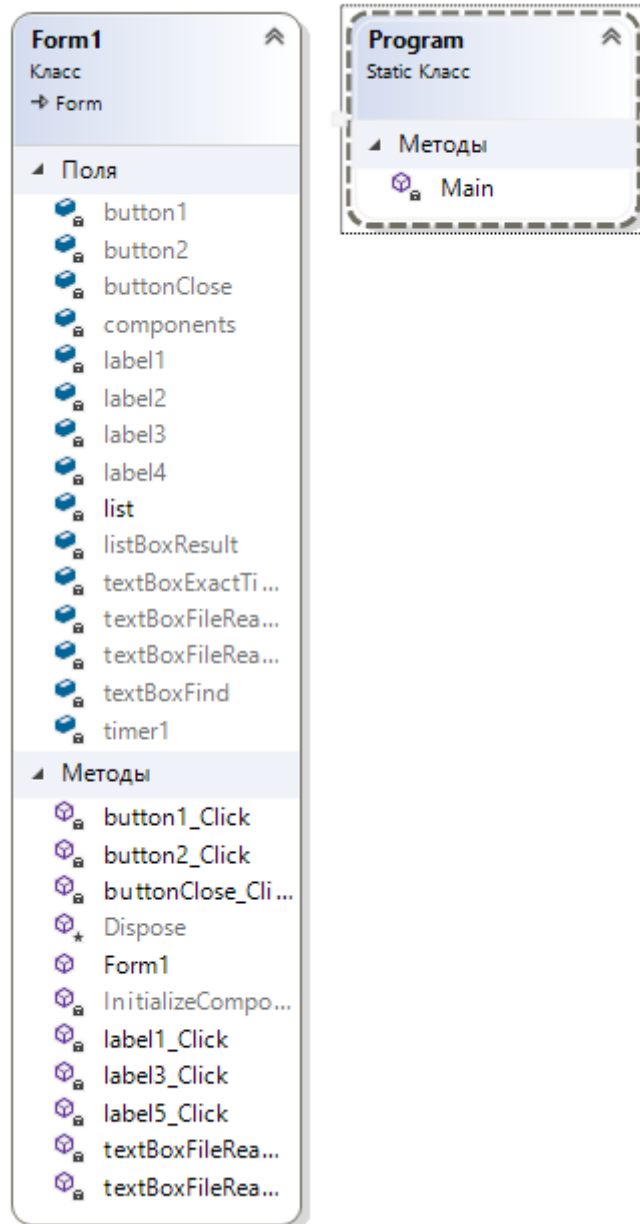 Form1
Класс
Form
Поля
button1
button2
buttonClose
components
label1
label2
label3
label4
list
listBoxResult
textBoxExactTi...
textBoxFileRea...
textBoxFileRea...
textBoxFind
timer1
Методы
button1_Click
button2_Click
buttonClose_Cli...
Dispose
Form1
InitializeCompo...
label1_Click
label3_Click
label5_Click
textBoxFileRea...
textBoxFileRea...
Program
Static Класс
Методы
Main